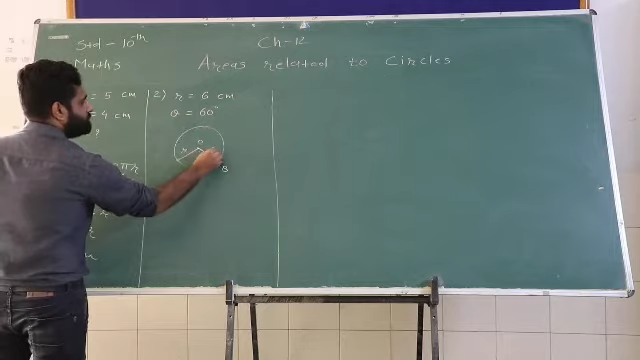 Std - 10th
Ch-12
Maths
Areas related to Circles
= 5 cm
= 4 cm
?
2) r = 6 cm
θ = 60°
O
r
B